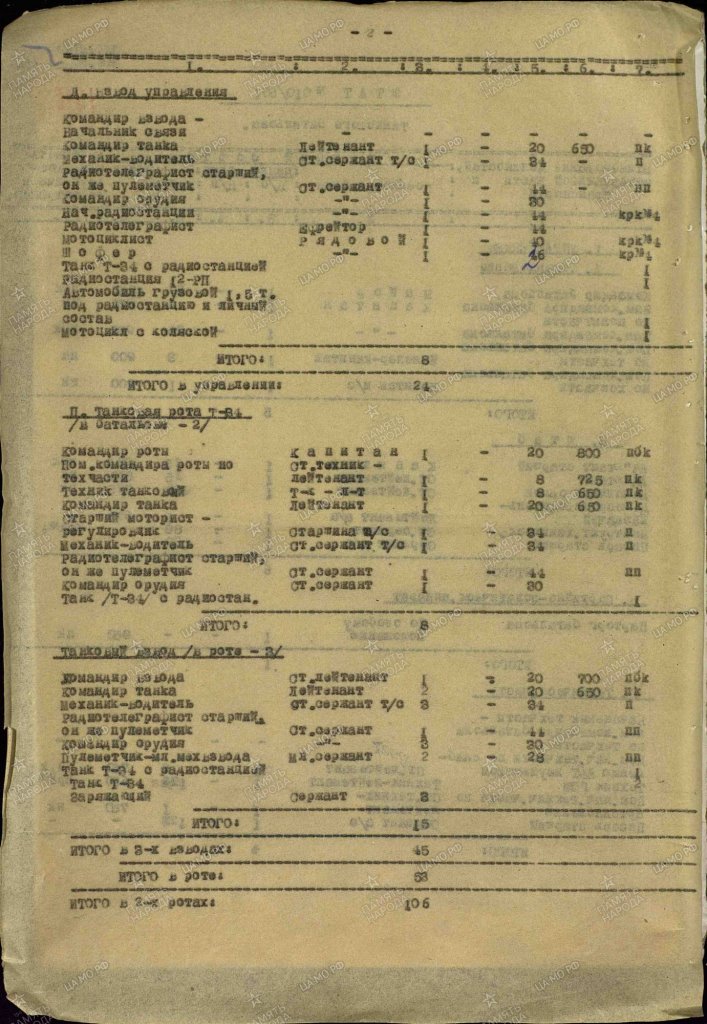 - 2 -
1. : 2. : 3. : 4. : 5. : 6. : 7.
Д. Взвод управления
Командир взвода -
Начальник связи - - - - - -
Командир танка Лейтенант 1 - 20 650 пк
Механик-водитель Ст.сержант т/с 1 - 34 - п
Радиотелеграфист старший,
он же пулеметчик Ст.сержант 1 - 44 - пп
Командир орудия -"- 1 - 30
Нач.радиостанции -"- 1 - 44 крк№4
Радиотелеграфист Ефрейтор 1 - 44
Мотоциклист Рядовой 1 - 40 крк№4
Шофер -"- 1 - 26 кр№4
Танк Т-34 с радиостанцией 1
Радиостанция 12-РП 1
Автомобиль грузовой 1,5 т.
под радиостанцию и личный
состав 1
Мотоцикл с коляской 1
ИТОГО: 8
ИТОГО в управлении: 24
П. Танковая рота Т-34
/в батальоне - 2/
Командир роты Капитан 1 - 20 800 пбк
Пом.командира роты по Ст.техник -
техчасти лейтенант 1 - 8 725 пк
Техник танковый Т-к - л-т 1 - 8 650 пк
Командир танка Лейтенант 1 - 20 650 пк
Старший моторист -
регулировщик Старшина т/с 1 - 34 - п
Механик-водитель Ст.сержант т/с 1 - 34 - п
Радиотелеграфист старший,
он же пулеметчик Ст.сержант 1 - 44 - пп
Командир орудия Ст.сержант 1 - 30
Танк /Т-34/ с радиостан. 1
ИТОГО: 8
Танковый взвод /в роте - 3/
Командир взвода Ст.лейтенант 1 - 20 700 пбк
Командир танка Лейтенант 2 - 20 650 пк
Механик-водитель Ст.сержант т/с 3 - 34 - п
Радиотелеграфист старший.
он же пулеметчик Ст.сержант 1 - 44 - пп
Командир орудия -"- 3 - 30
Пулеметчик-мл.мехвзвода Мл.сержант 2 - 28 - пп
Танк Т-34 с радиостанцией 1
Танк Т-34 2
Заряжающий Сержант - 3
ИТОГО: 15
ИТОГО в 3-х взводах: 45
ИТОГО в роте: 53
ИТОГО в 2-х ротах: 106